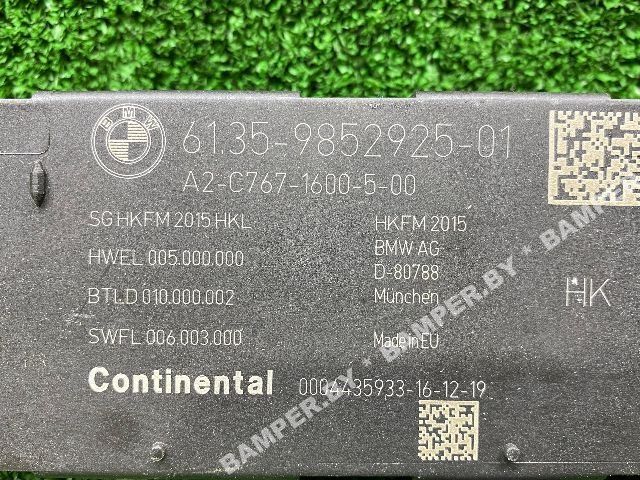 BMW
61.35-9852925-01
A2-C767-1600-5-00
SG HKFM 2015 HKL
HWEL 005.000.000
BTLD 010.000.002
SWFL 006.003.000
HKFM 2015
BMW AG
D-80788
München
Made in EU
HK
Continental 0004435933-16-12-19
BAMPER.BY * BAMPER.BY * BAMPER.BY